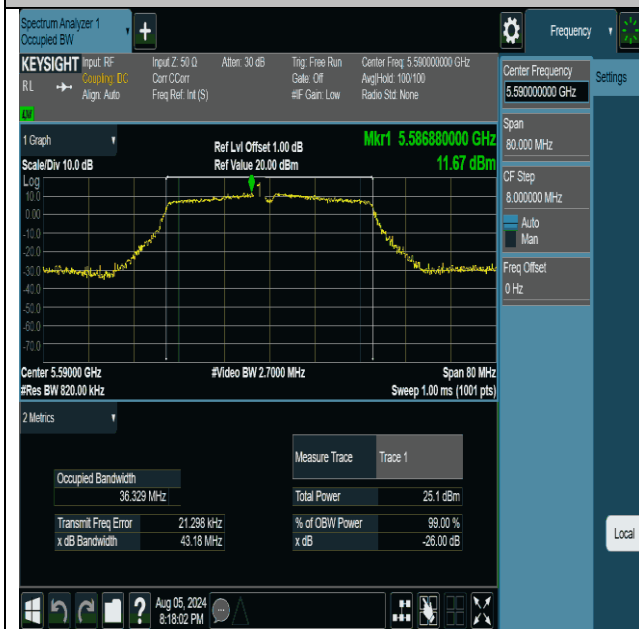 Spectrum Analyzer 1
Occupied BW
+
Frequency
KEYSIGHT
RL
Input: RF
Coupling: DC
Align: Auto
Input Z: 50 Ω
Corr CCorr
Freq Ref: Int (S)
Atten: 30 dB
Trig: Free Run
Gate: Off
#IF Gain: Low
Center Freq: 5.590000000 GHz
Avg|Hold: 100/100
Radio Std: None
Center Frequency
5.590000000 GHz
Settings
Span
80.000 MHz
CF Step
8.000000 MHz
Auto
Man
Freq Offset
0 Hz
Local
1 Graph
Scale/Div 10.0 dB
Ref Lvl Offset 1.00 dB
Ref Value 20.00 dBm
Mkr1 5.586880000 GHz
11.67 dBm
Log
10.0
0.00
-10.0
-20.0
-30.0
-40.0
-50.0
-60.0
-70.0
1
Center 5.59000 GHz
#Video BW 2.7000 MHz
Span 80 MHz
#Res BW 820.00 kHz
Sweep 1.00 ms (1001 pts)
2 Metrics
Measure Trace
Trace 1
Occupied Bandwidth
36.329 MHz
Total Power
25.1 dBm
Transmit Freq Error
21.298 kHz
% of OBW Power
99.00 %
x dB Bandwidth
43.18 MHz
x dB
-26.00 dB
?
Aug 05, 2024
8:18:02 PM